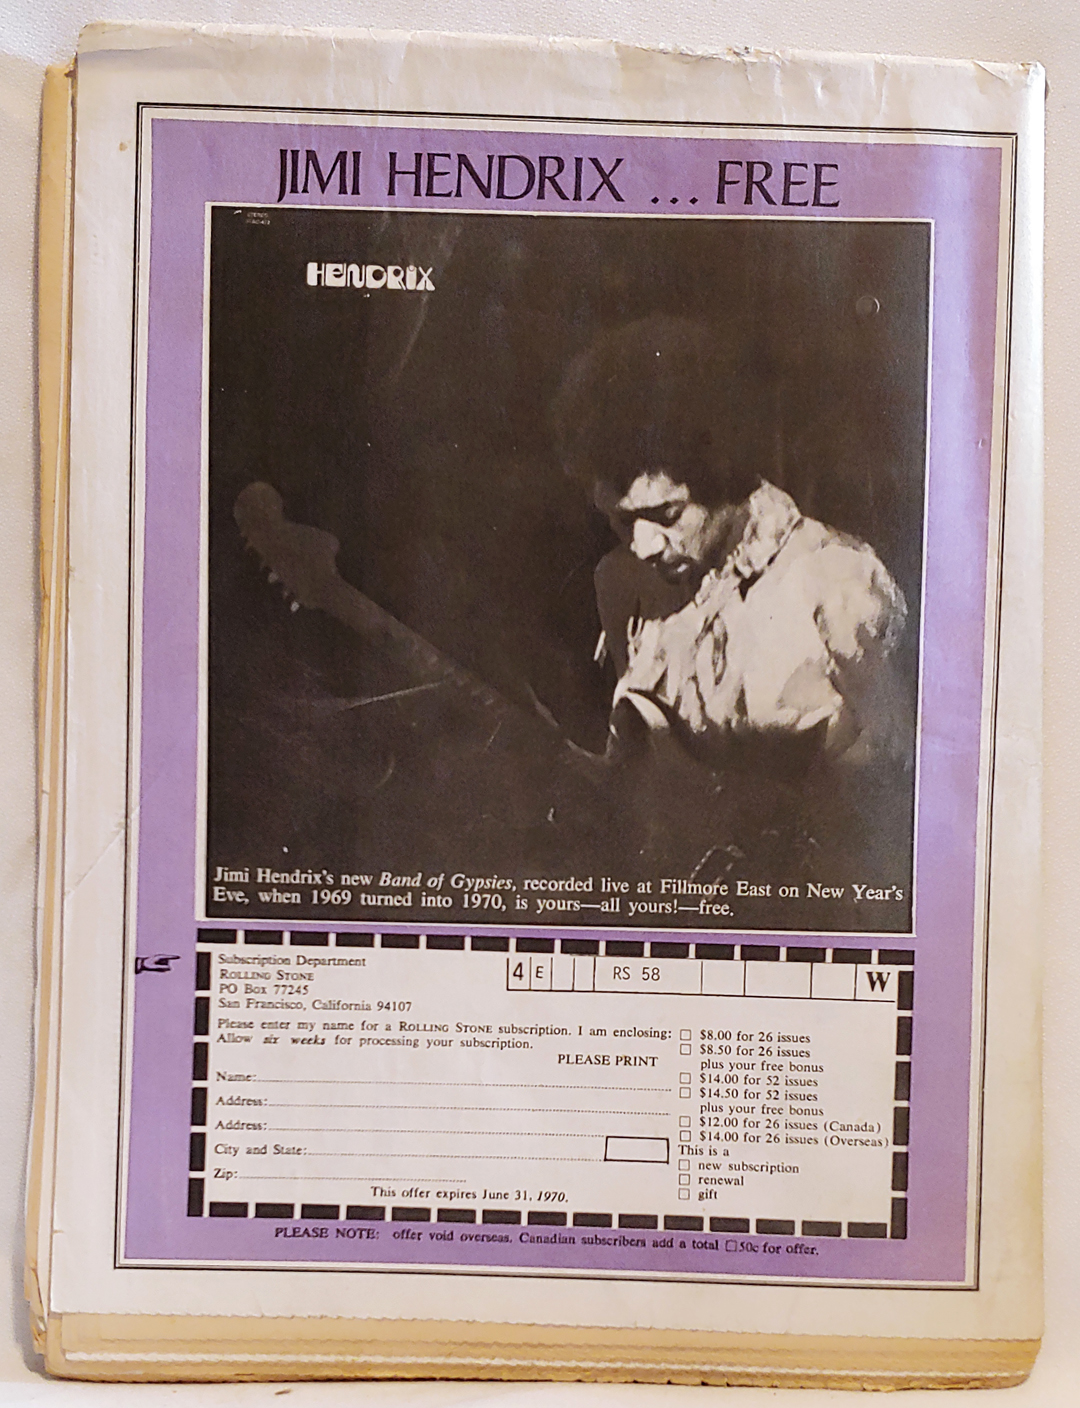 JIMI HENDRIX ... FREE
STEREO
HENDRIX
Jimi Hendrix's new Band of Gypsies, recorded live at Fillmore East on New Year's
Eve, when 1969 turned into 1970, is yours—all yours!—free.
Subscription Department
ROLLING STONE
PO Box 77245
San Francisco, California 94107
4 E RS 58 W
Please enter my name for a ROLLING STONE subscription. I am enclosing:
Allow six weeks for processing your subscription.
PLEASE PRINT
Name:
Address:
Address:
City and State:
Zip:
☐ $8.00 for 26 issues
☐ $8.50 for 26 issues
plus your free bonus
☐ $14.00 for 52 issues
☐ $14.50 for 52 issues
plus your free bonus
☐ $12.00 for 26 issues (Canada)
☐ $14.00 for 26 issues (Overseas)
This is a
☐ new subscription
☐ renewal
☐ gift
This offer expires June 31, 1970.
PLEASE NOTE: offer void overseas. Canadian subscribers add a total ☐50c for offer.